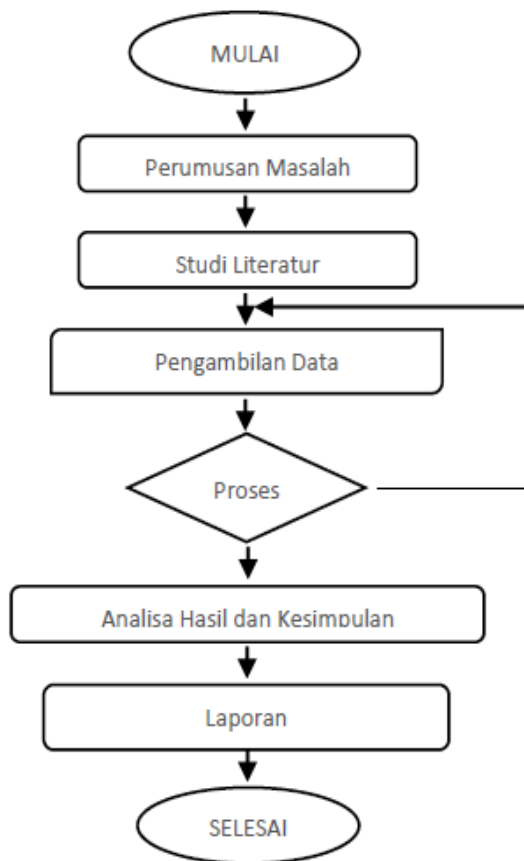 MULAI
Perumusan Masalah
Studi Literatur
Pengambilan Data
Proses
Analisa Hasil dan Kesimpulan
Laporan
SELESAI